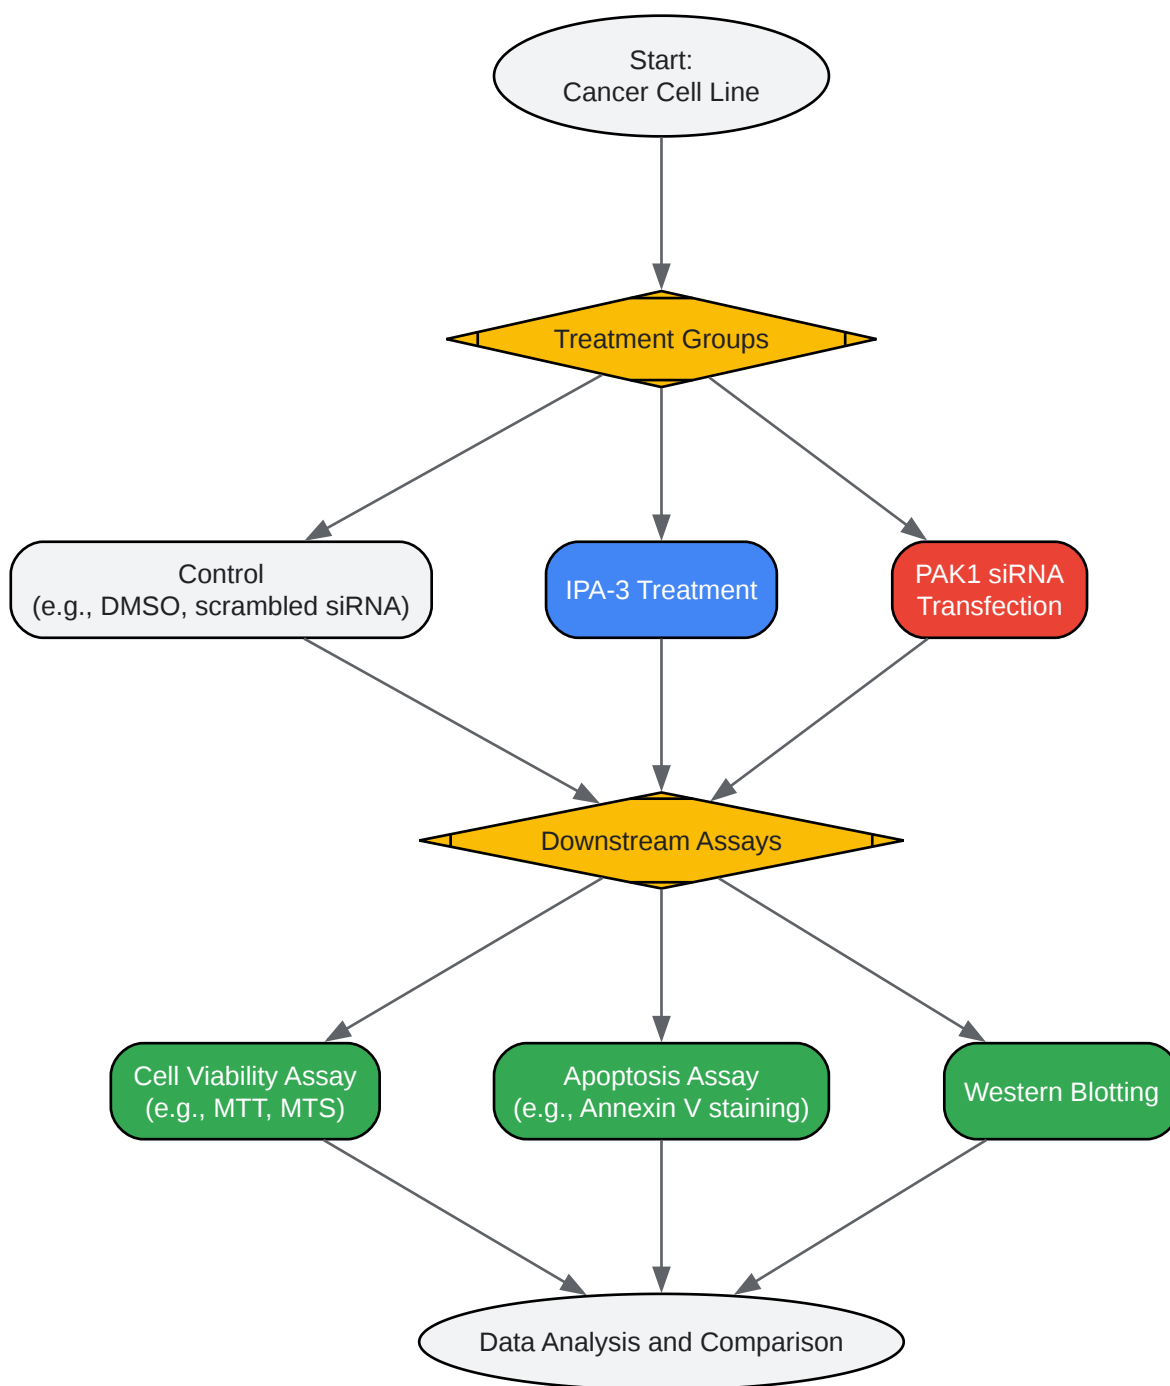 Start:
Cancer Cell Line
Treatment Groups
Control
(e.g., DMSO, scrambled siRNA)
IPA-3 Treatment
PAK1 siRNA
Transfection
Downstream Assays
Cell Viability Assay
(e.g., MTT, MTS)
Apoptosis Assay
(e.g., Annexin V staining)
Western Blotting
Data Analysis and Comparison